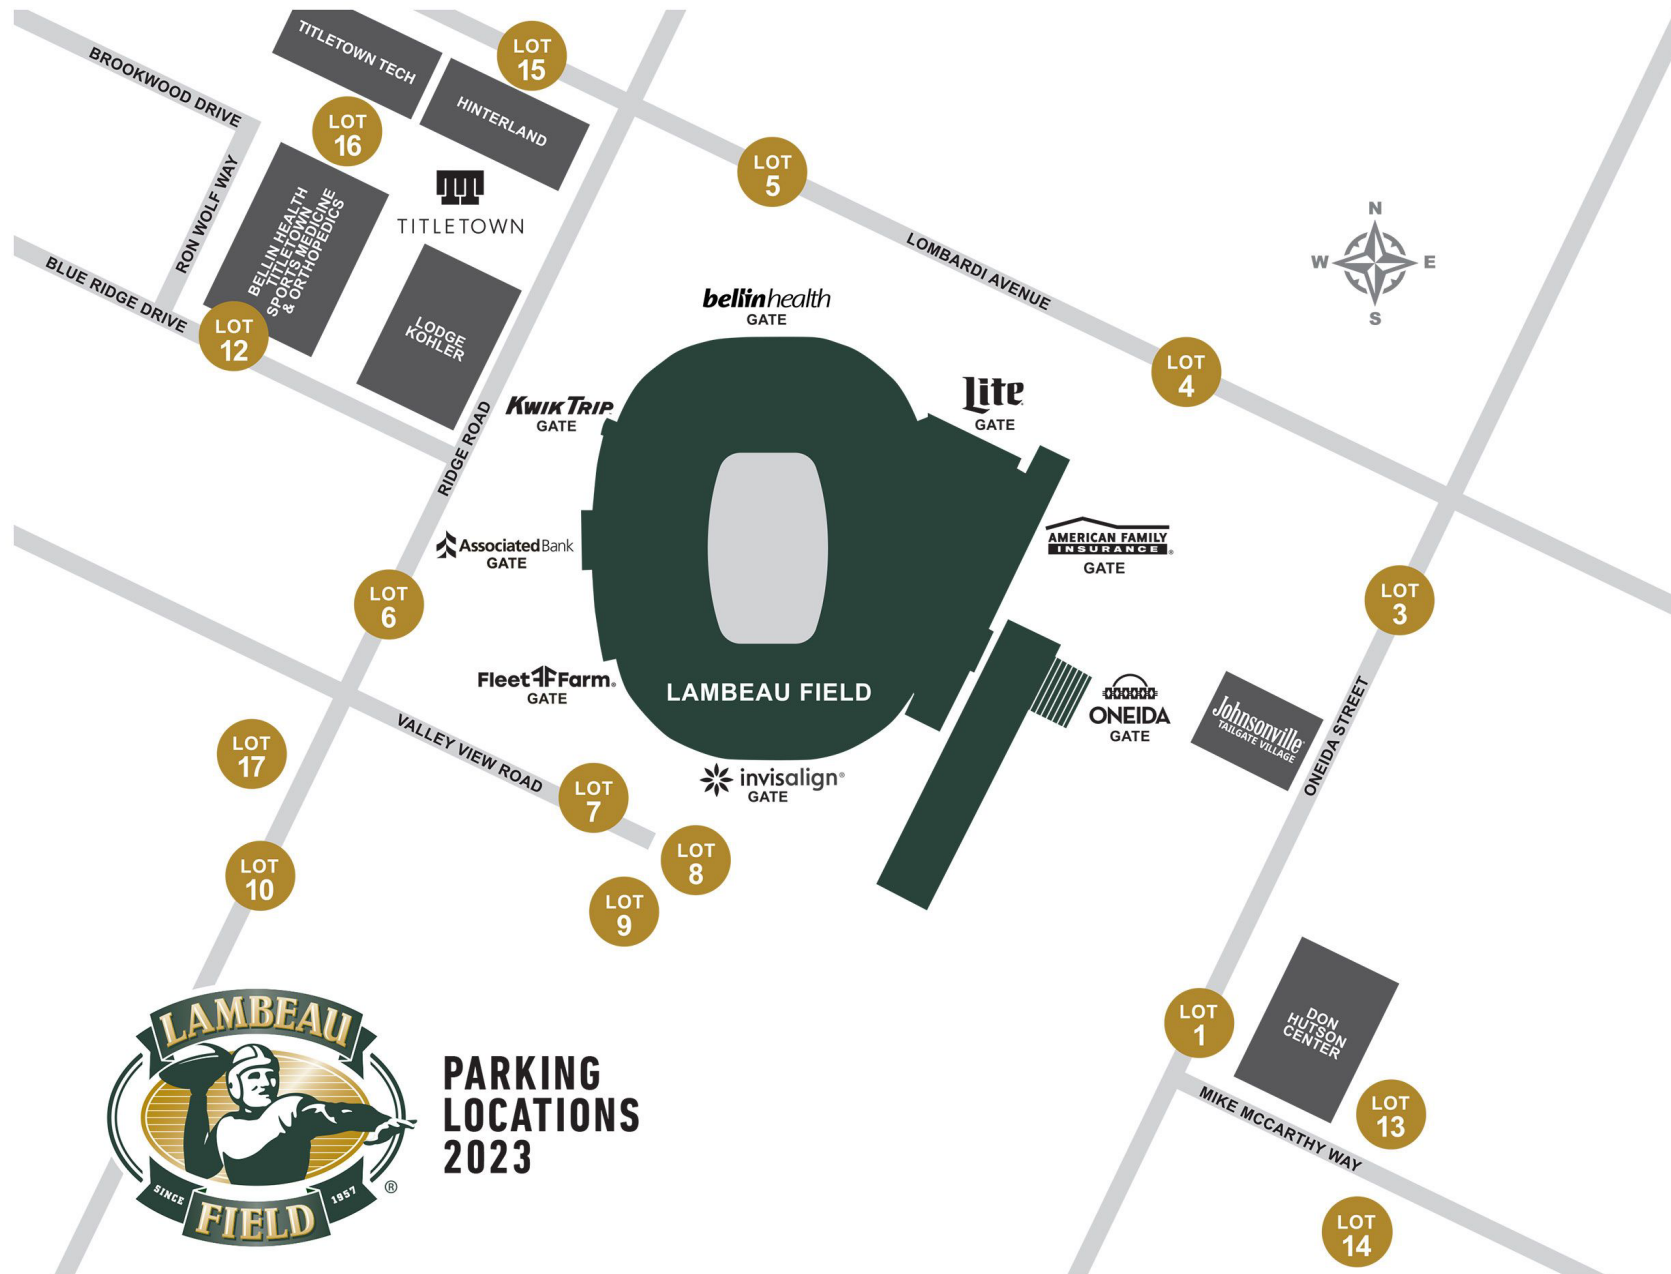 TITLETOWN TECH
LOT
15
BROOKWOOD DRIVE
HINTERLAND
LOT
16
LOT
5
RON WOLF WAY
TITLETOWN
BELLIN HEALTH
TITLETOWN
SPORTS MEDICINE
& ORTHOPEDICS
N
W E
S
LOMBARDI AVENUE
BLUE RIDGE DRIVE
LOT
12
LODGE
KOHLER
bellinhealth
GATE
LOT
4
KWIK TRIP
GATE
Lite
GATE
RIDGE ROAD
AssociatedBank
GATE
AMERICAN FAMILY
INSURANCE®
GATE
LOT
6
LOT
3
FleetFarm®
GATE
LAMBEAU FIELD
ONEIDA
GATE
Johnsonville®
TAILGATE VILLAGE
ONEIDA STREET
LOT
17
VALLEY VIEW ROAD
LOT
7
invisalign®
GATE
LOT
8
LOT
10
LOT
9
LOT
1
DON
HUTSON
CENTER
LAMBEAU
FIELD
SINCE
1957
®
PARKING
LOCATIONS
2023
MIKE MCCARTHY WAY
LOT
13
LOT
14